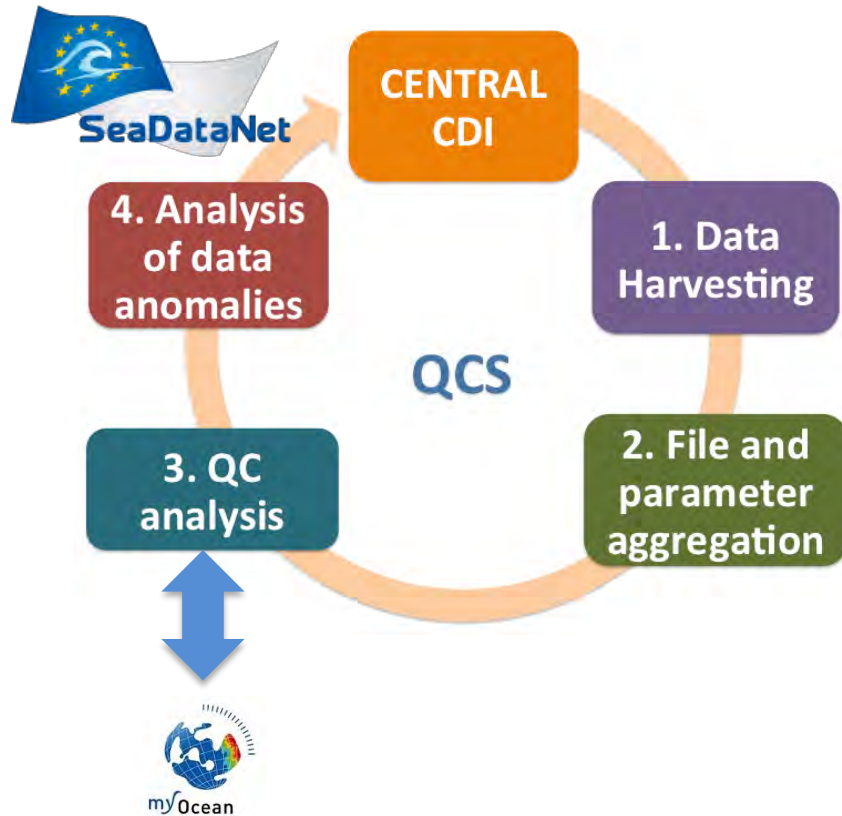 SeaDataNet
CENTRAL
CDI
1. Data
Harvesting
2. File and
parameter
aggregation
3. QC
analysis
4. Analysis
of data
anomalies
QCS
myOcean